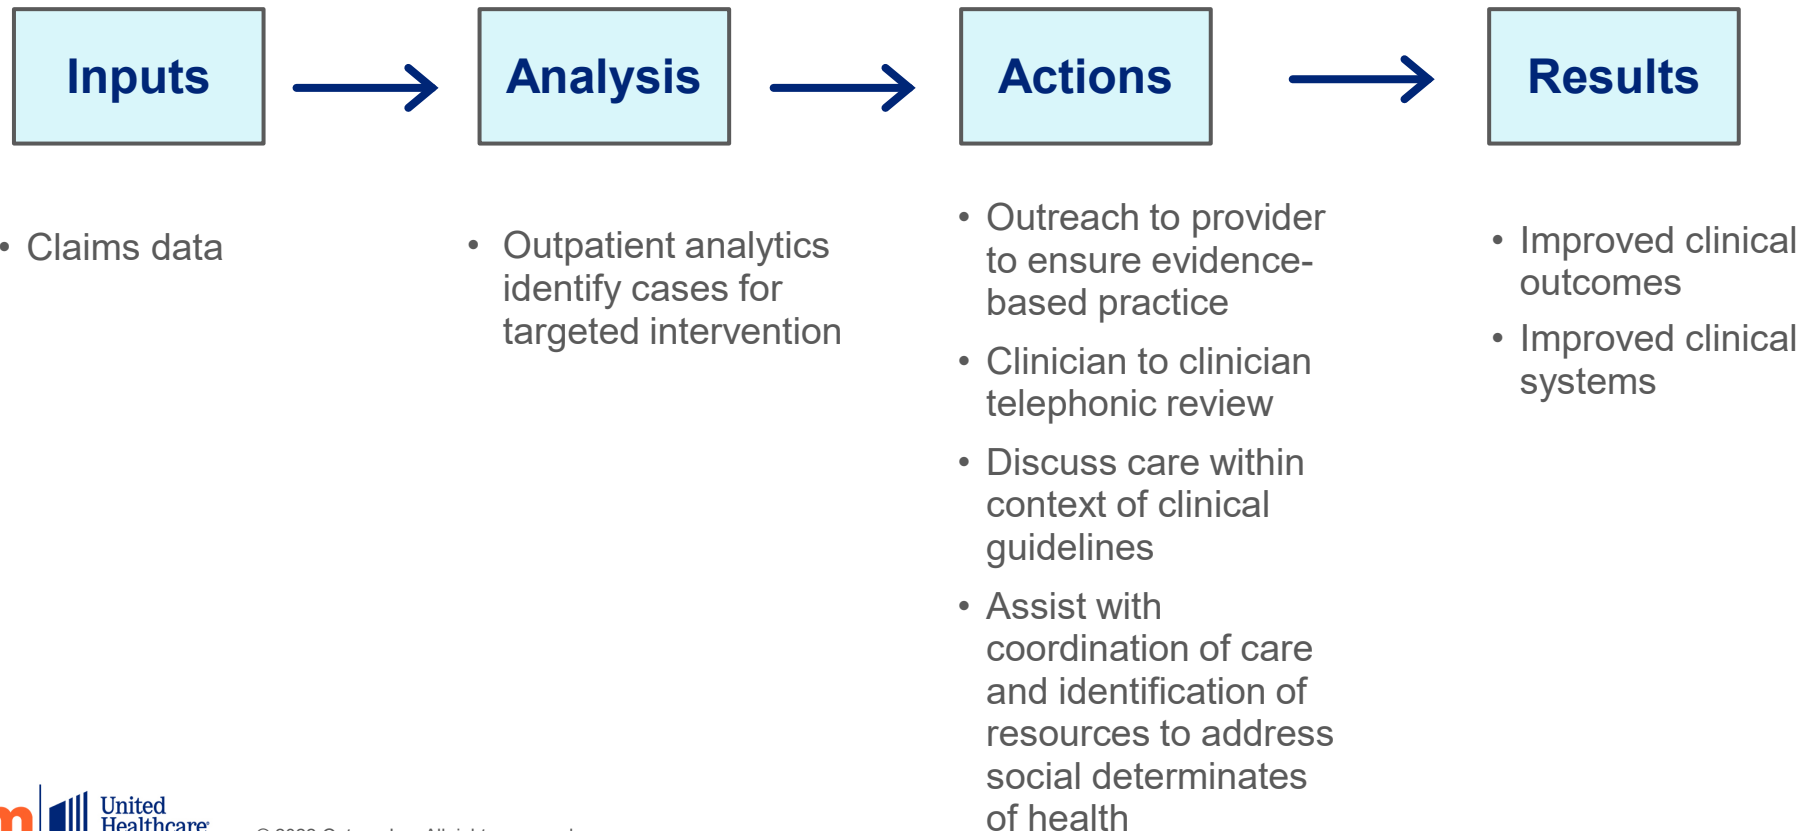 Inputs
Analysis
Actions
Results
• Claims data
• Outpatient analytics
identify cases for
targeted intervention
• Outreach to provider
to ensure evidence-
based practice
• Clinician to clinician
telephonic review
• Discuss care within
context of clinical
guidelines
• Assist with
coordination of care
and identification of
resources to address
social determinates
of health
• Improved clinical
outcomes
• Improved clinical
systems
United
Healthcare